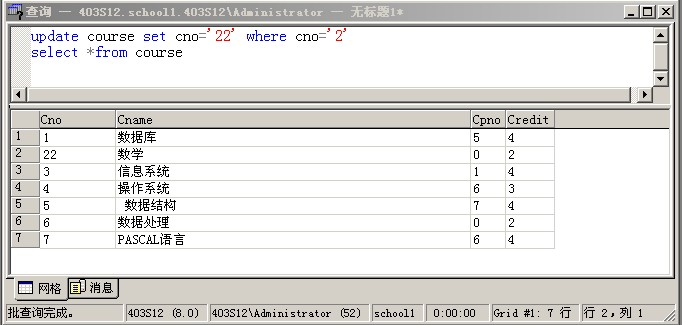 查询 — 403S12.school1.403S12\Administrator — 无标题1*
update course set cno='22' where cno='2'
select *from course
Cno Cname Cpno Credit
1 1 数据库 5 4
2 22 数学 0 2
3 3 信息系统 1 4
4 4 操作系统 6 3
5 5 数据结构 7 4
6 6 数据处理 0 2
7 7 PASCAL语言 6 4
网格 消息
批查询完成。 403S12 (8.0) 403S12\Administrator (52) school1 0:00:00 Grid #1: 7 行 行 2, 列 1